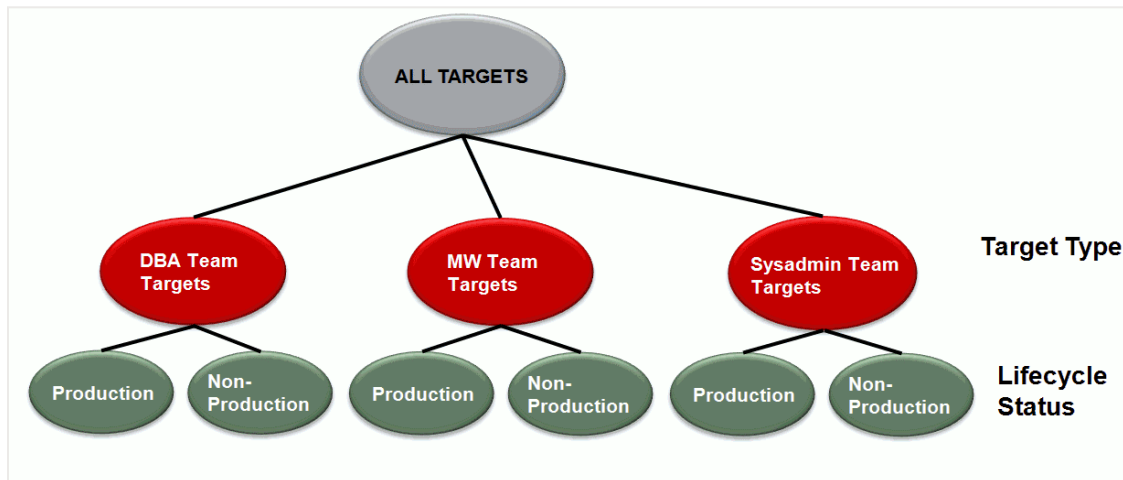 ALL TARGETS
DBA Team
Targets
MW Team
Targets
Sysadmin Team
Targets
Target Type
Production
Non-
Production
Production
Non-
Production
Production
Non-
Production
Lifecycle
Status